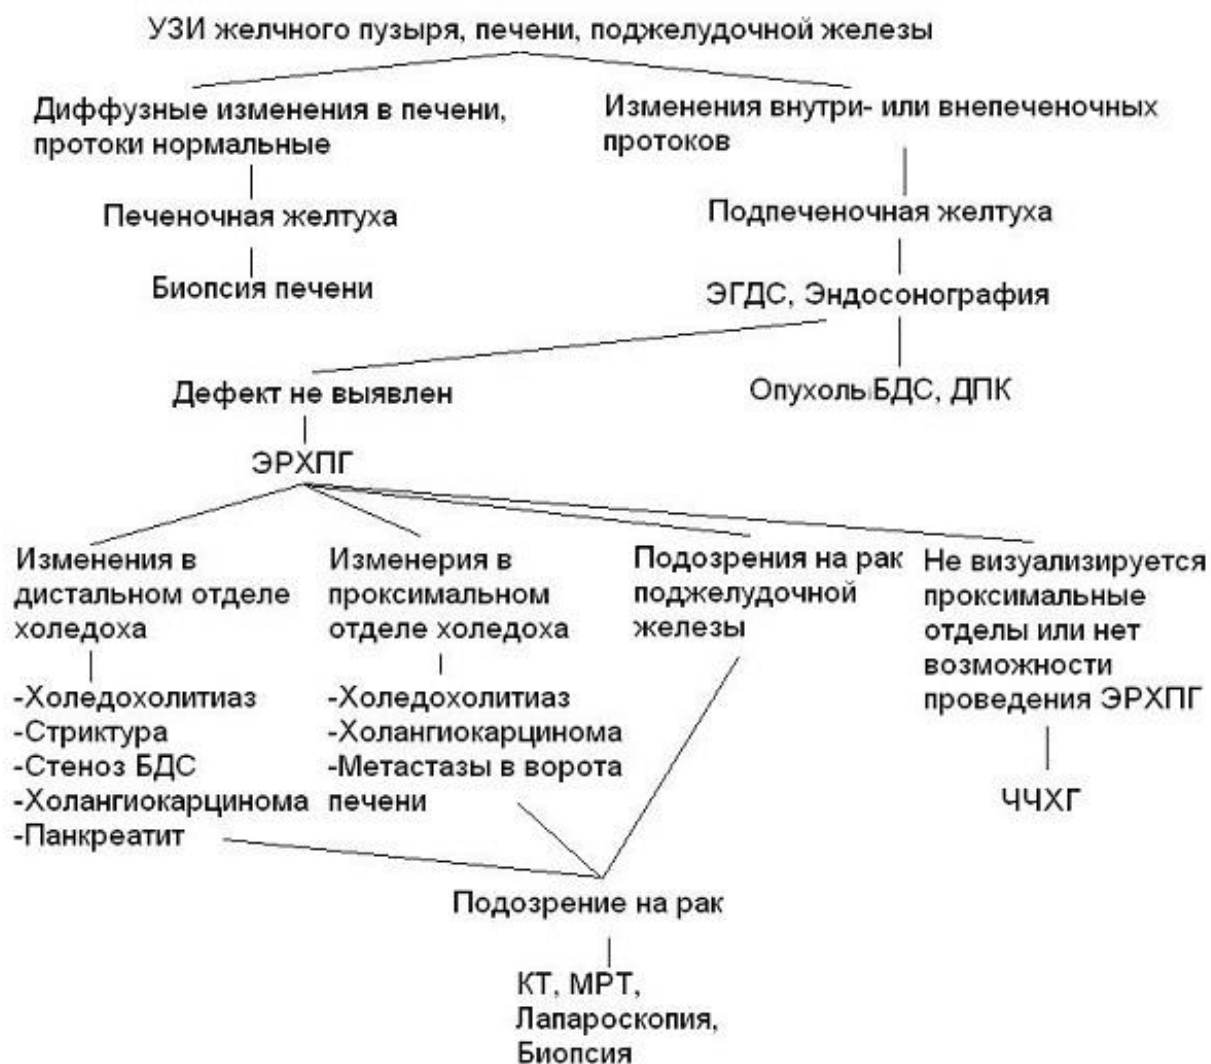 УЗИ желчного пузыря, печени, поджелудочной железы
Диффузные изменения в печени,
протоки нормальные
Изменения внутри- или внепеченочных
протоков
Печеночная желтуха
Подпеченочная желтуха
Биопсия печени
ЭГДС, Эндосонография
Дефект не выявлен
Опухоль БДС, ДПК
ЭРХПГ
Изменения в
дистальном отделе
холедоха
Изменерия в
проксимальном
отделе холедоха
Подозрения на рак
поджелудочной
железы
Не визуализируется
проксимальные
отделы или нет
возможности
проведения ЭРХПГ
-Холедохолитиаз
-Стриктура
-Стеноз БДС
-Холангиокарцинома
-Панкреатит
-Холедохолитиаз
-Холангиокарцинома
-Метастазы в ворота
печени
ЧЧХГ
Подозрение на рак
КТ, МРТ,
Лапароскопия,
Биопсия